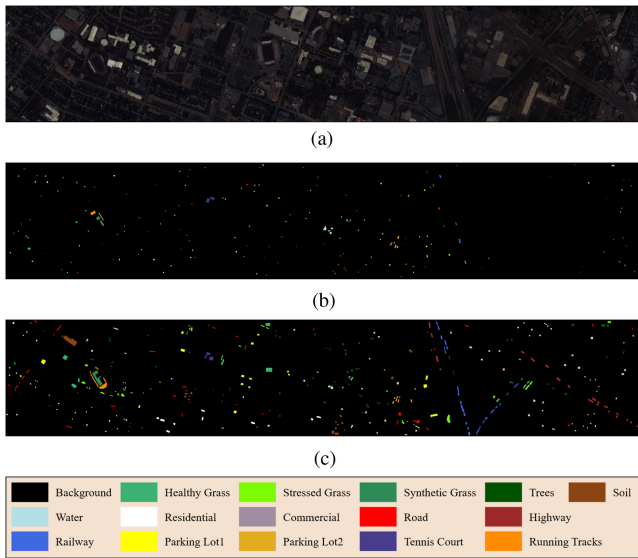 (a)
(b)
(c)
Background Healthy Grass Stressed Grass Synthetic Grass Trees Soil
Water Residential Commercial Road Highway
Railway Parking Lot1 Parking Lot2 Tennis Court Running Tracks